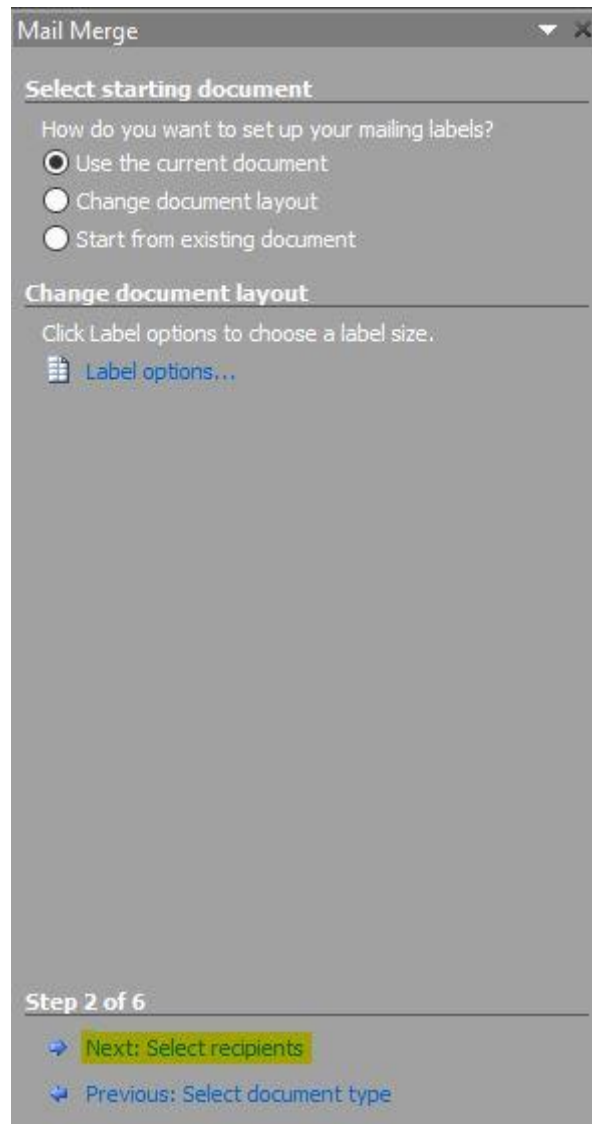 Mail Merge
Select starting document
How do you want to set up your mailing labels?
Use the current document
Change document layout
Start from existing document
Change document layout
Click Label options to choose a label size.
Label options...
Step 2 of 6
Next: Select recipients
Previous: Select document type